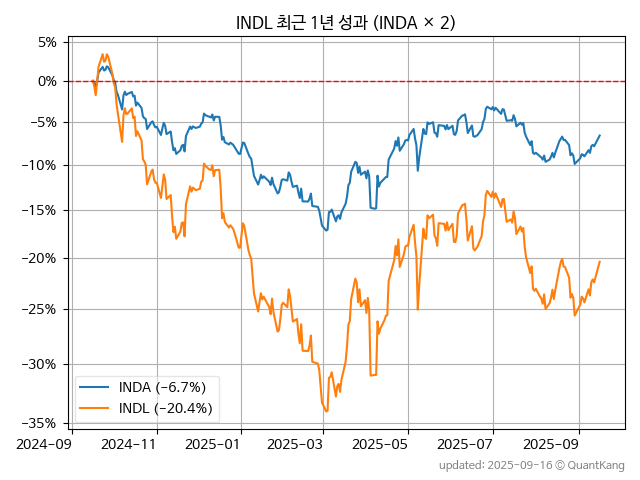 INDL 최근 1년 성과 (INDA × 2)
5%
0%
−5%
−10%
−15%
−20%
−25%
−30%
−35%
INDA (−6.7%)
INDL (−20.4%)
2024-09 2024-11 2025-01 2025-03 2025-05 2025-07 2025-09
updated: 2025-09-16 © QuantKang